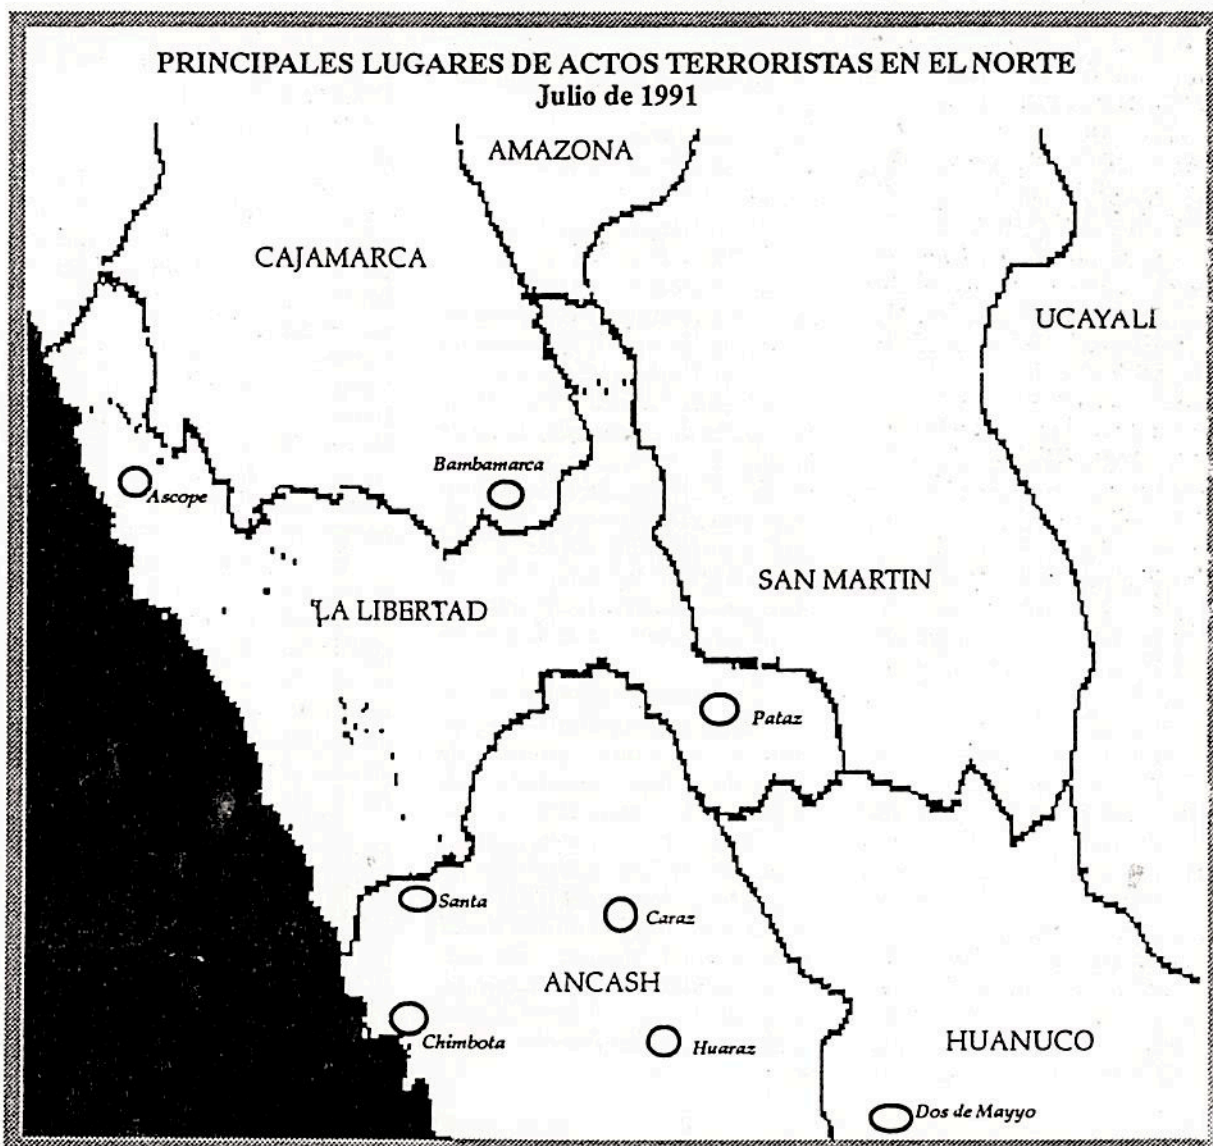 PRINCIPALES LUGARES DE ACTOS TERRORISTAS EN EL NORTE
Julio de 1991
AMAZONA
CAJAMARCA
UCAYALI
Bambamarca
Ascope
SAN MARTIN
LA LIBERTAD
Pataz
Santa
Caraz
ANCASH
Chimbota
Huaraz
HUANUCO
Dos de Mayyo